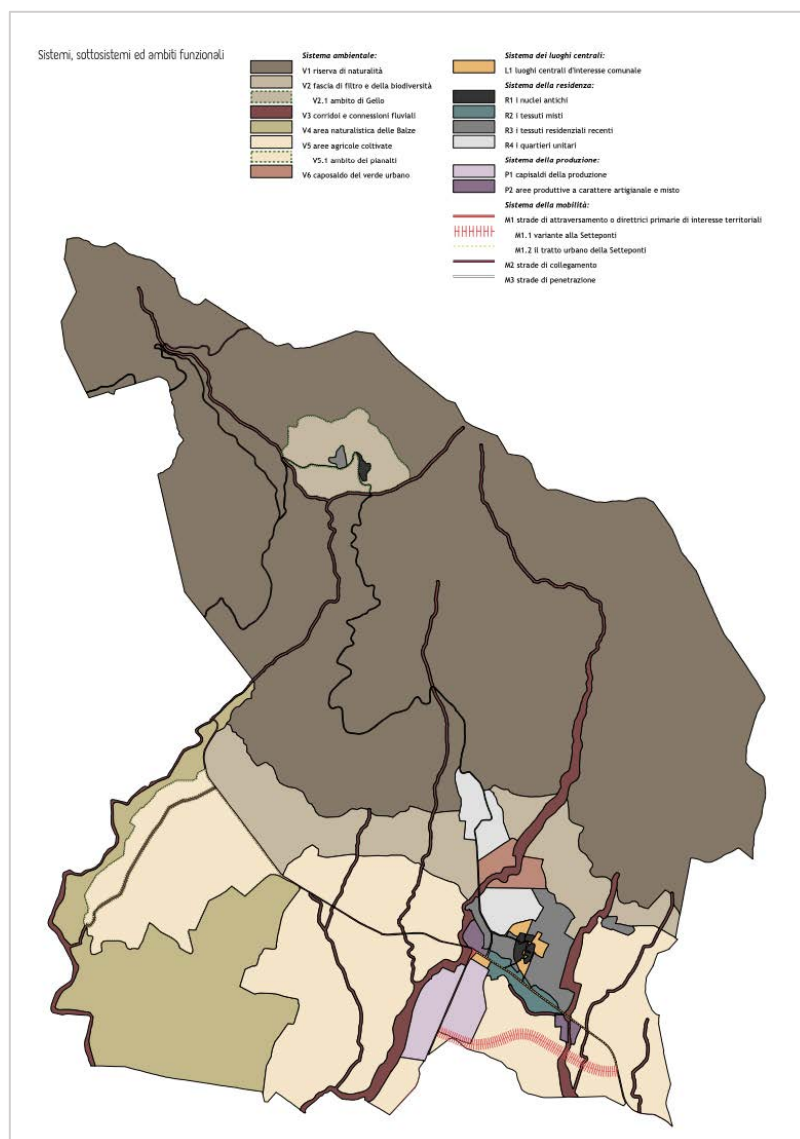 Sistemi, sottosistemi ed ambiti funzionali
Sistema ambientale:
V1 riserva di naturalità
V2 fascia di filtro e della biodiversità
V2.1 ambito di Gello
V3 corridoi e connessioni fluviali
V4 area naturalistica delle Balze
V5 aree agricole coltivate
V5.1 ambito dei pianalti
V6 caposaldo del verde urbano
Sistema dei luoghi centrali:
L1 luoghi centrali d'interesse comunale
Sistema della residenza:
R1 i nuclei antichi
R2 i tessuti misti
R3 i tessuti residenziali recenti
R4 i quartieri unitari
Sistema della produzione:
P1 capisaldi della produzione
P2 aree produttive a carattere artigianale e misto
Sistema della mobilità:
M1 strade di attraversamento o direttrici primarie di interesse territoriali
M1.1 variante alla Setteponti
M1.2 il tratto urbano della Setteponti
M2 strade di collegamento
M3 strade di penetrazione